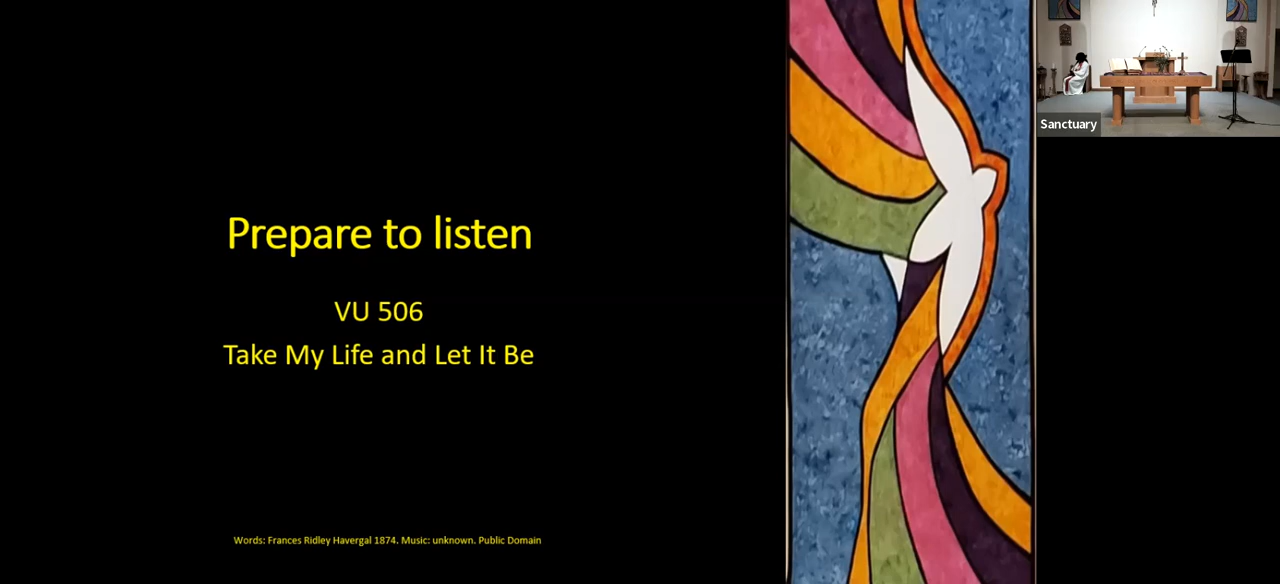 Prepare to listen
VU 506
Take My Life and Let It Be
Words: Frances Ridley Havergal 1874. Music: unknown. Public Domain
Sanctuary